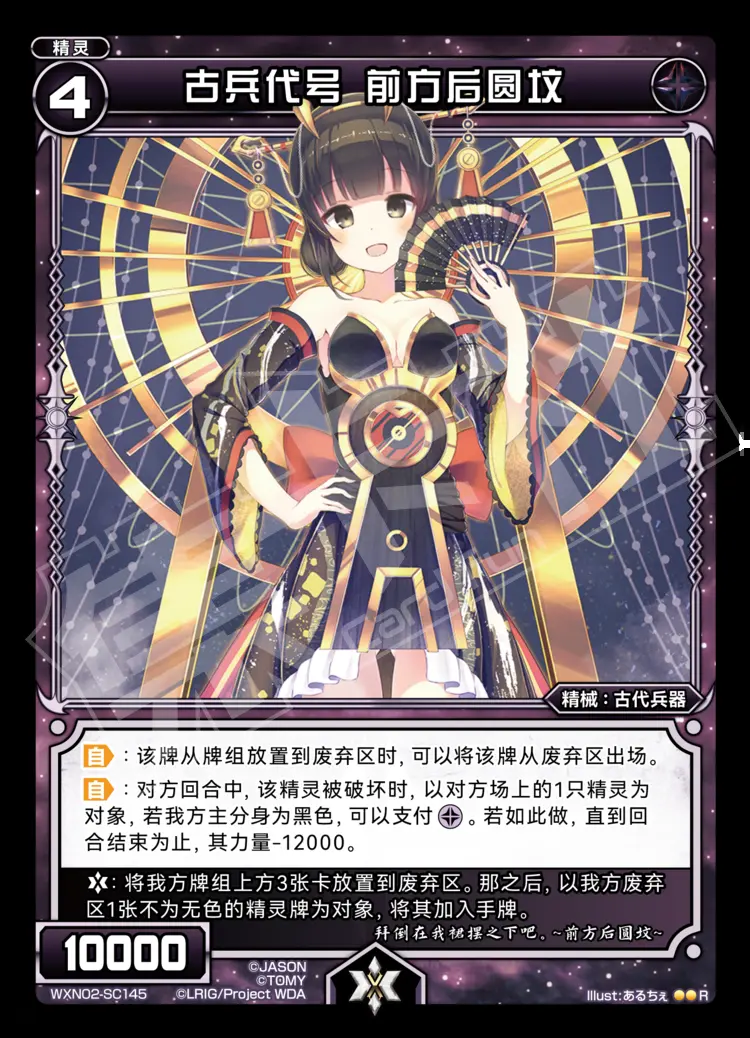 精灵
4
古兵代号 前方后圆坟
精械：古代兵器
自：该牌从牌组放置到废弃区时, 可以将该牌从废弃区出场。
自：对方回合中, 该精灵被破坏时, 以对方场上的1只精灵为
对象, 若我方主分身为黑色, 可以支付。若如此做, 直到回
合结束为止, 其力量-12000。
：将我方牌组上方3张卡放置到废弃区。那之后, 以我方废弃
区1张不为无色的精灵牌为对象, 将其加入手牌。
拜倒在我裙摆之下吧。~前方后圆坟~
10000
©JASON
©TOMY
WXN02-SC145 ©LRIG/Project WDA
Illust:あるちぇ R